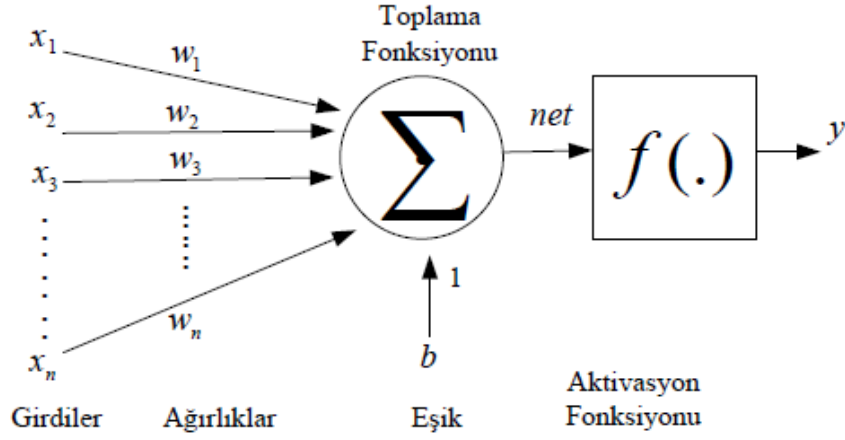 Toplama
Fonksiyonu
x₁
w₁
x₂
w₂
x₃
w₃
xₙ
wₙ
∑
net
f(.)
y
1
b
Girdiler
Ağırlıklar
Eşik
Aktivasyon
Fonksiyonu